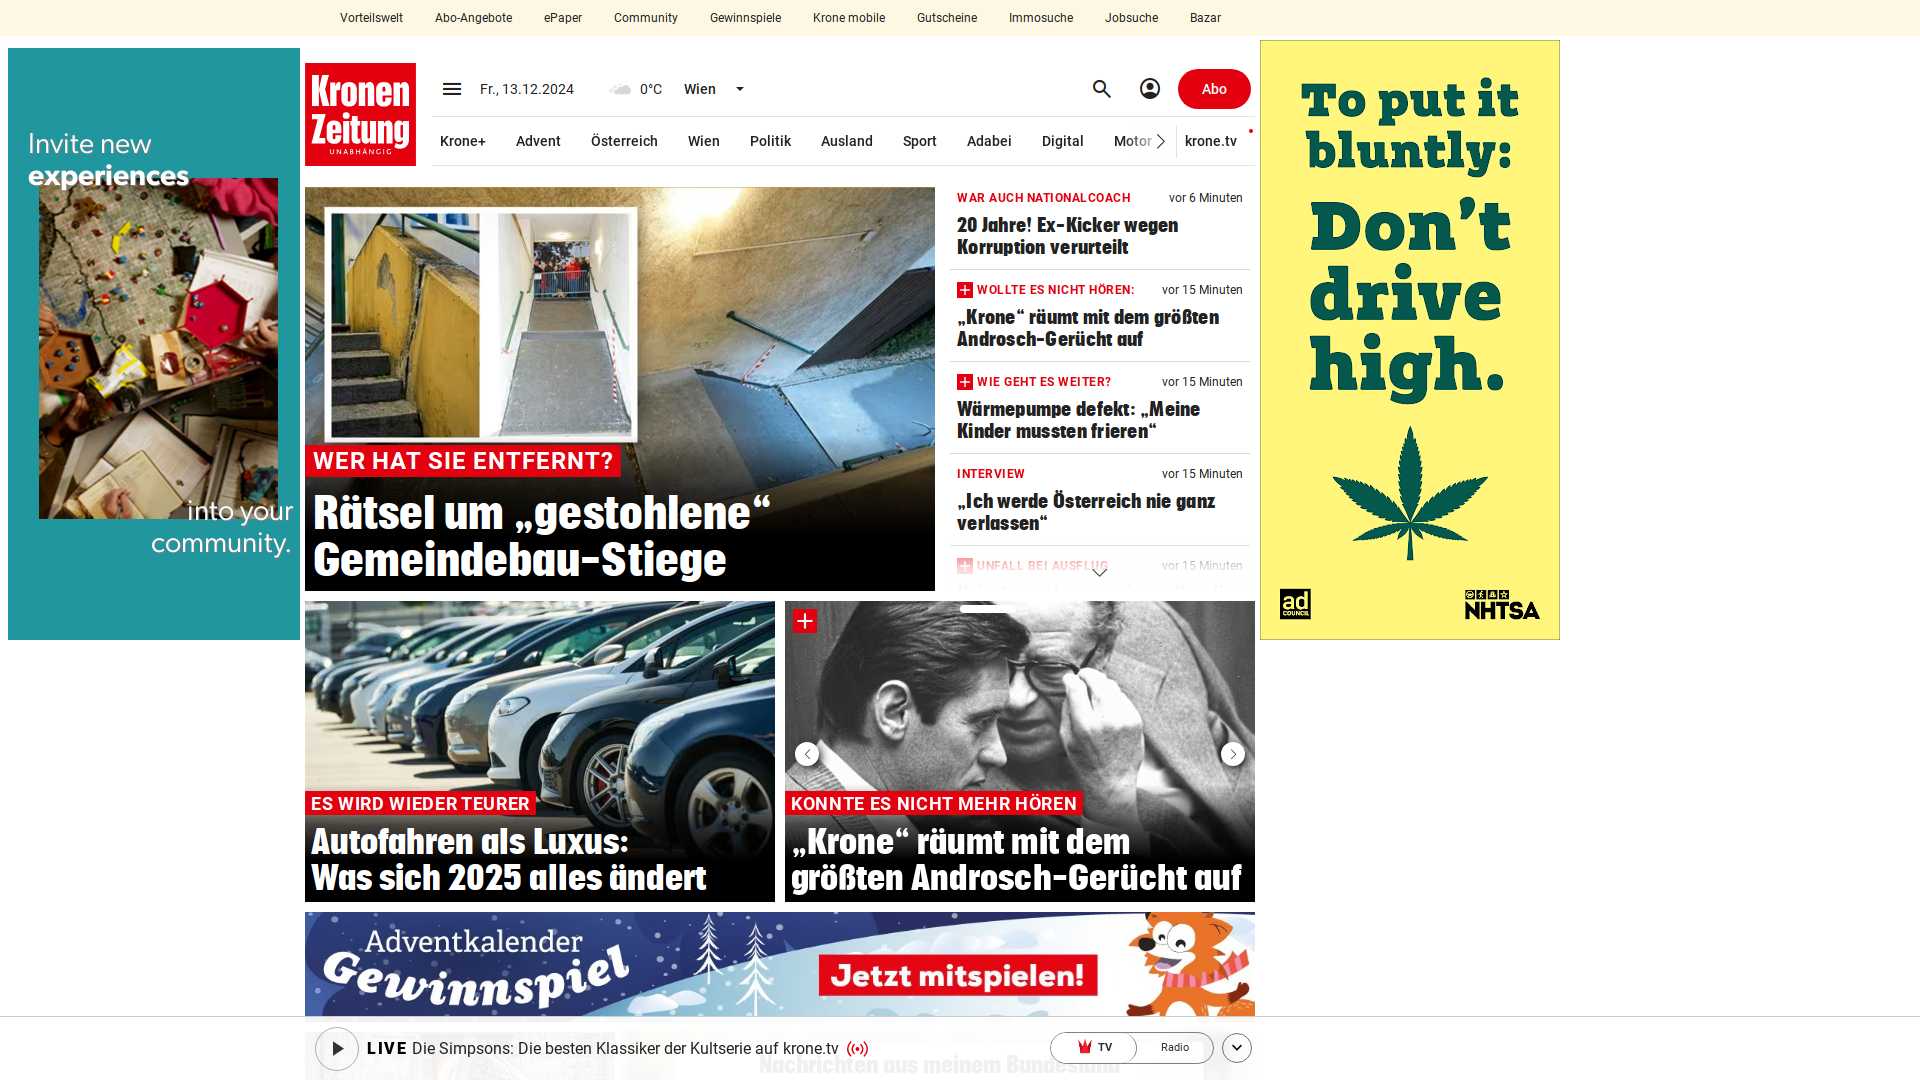 Vorteilswelt
Abo-Angebote
ePaper
Community
Gewinnspiele
Krone mobile
Gutscheine
Immosuche
Jobsuche
Bazar
Invite new
experiences
into your
community.
Kronen
Zeitung
UNABHÄNGIG
Fr., 13.12.2024
0°C
Wien
Abo
Krone+
Advent
Österreich
Wien
Politik
Ausland
Sport
Adabei
Digital
Motor
krone.tv
WER HAT SIE ENTFERNT?
Rätsel um „gestohlene“
Gemeindebau-Stiege
WAR AUCH NATIONALCOACH
vor 6 Minuten
20 Jahre! Ex-Kicker wegen
Korruption verurteilt
WOLLTE ES NICHT HÖREN:
vor 15 Minuten
„Krone“ räumt mit dem größten
Androsch-Gerücht auf
WIE GEHT ES WEITER?
vor 15 Minuten
Wärmepumpe defekt: „Meine
Kinder mussten frieren“
INTERVIEW
vor 15 Minuten
„Ich werde Österreich nie ganz
verlassen“
UNFALL BEI AUSFLUG
vor 15 Minuten
ES WIRD WIEDER TEURER
Autofahren als Luxus:
Was sich 2025 alles ändert
KONNTE ES NICHT MEHR HÖREN
„Krone“ räumt mit dem
größten Androsch-Gerücht auf
Adventkalender
Gewinnspiel
Jetzt mitspielen!
LIVE Die Simpsons: Die besten Klassiker der Kultserie auf krone.tv
TV
Radio
Nachrichten aus meinem Bundesland
To put it
bluntly:
Don't
drive
high.
ad
COUNCIL
NHTSA